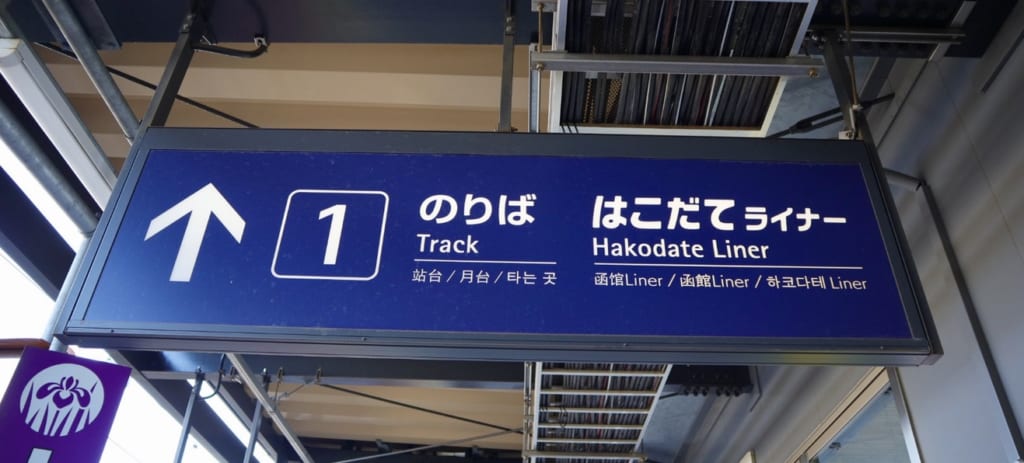 ↑ 1 のりば
Track
站台 / 月台 / 타는 곳
はこだてライナー
Hakodate Liner
函馆Liner / 函館Liner / 하코다테 Liner